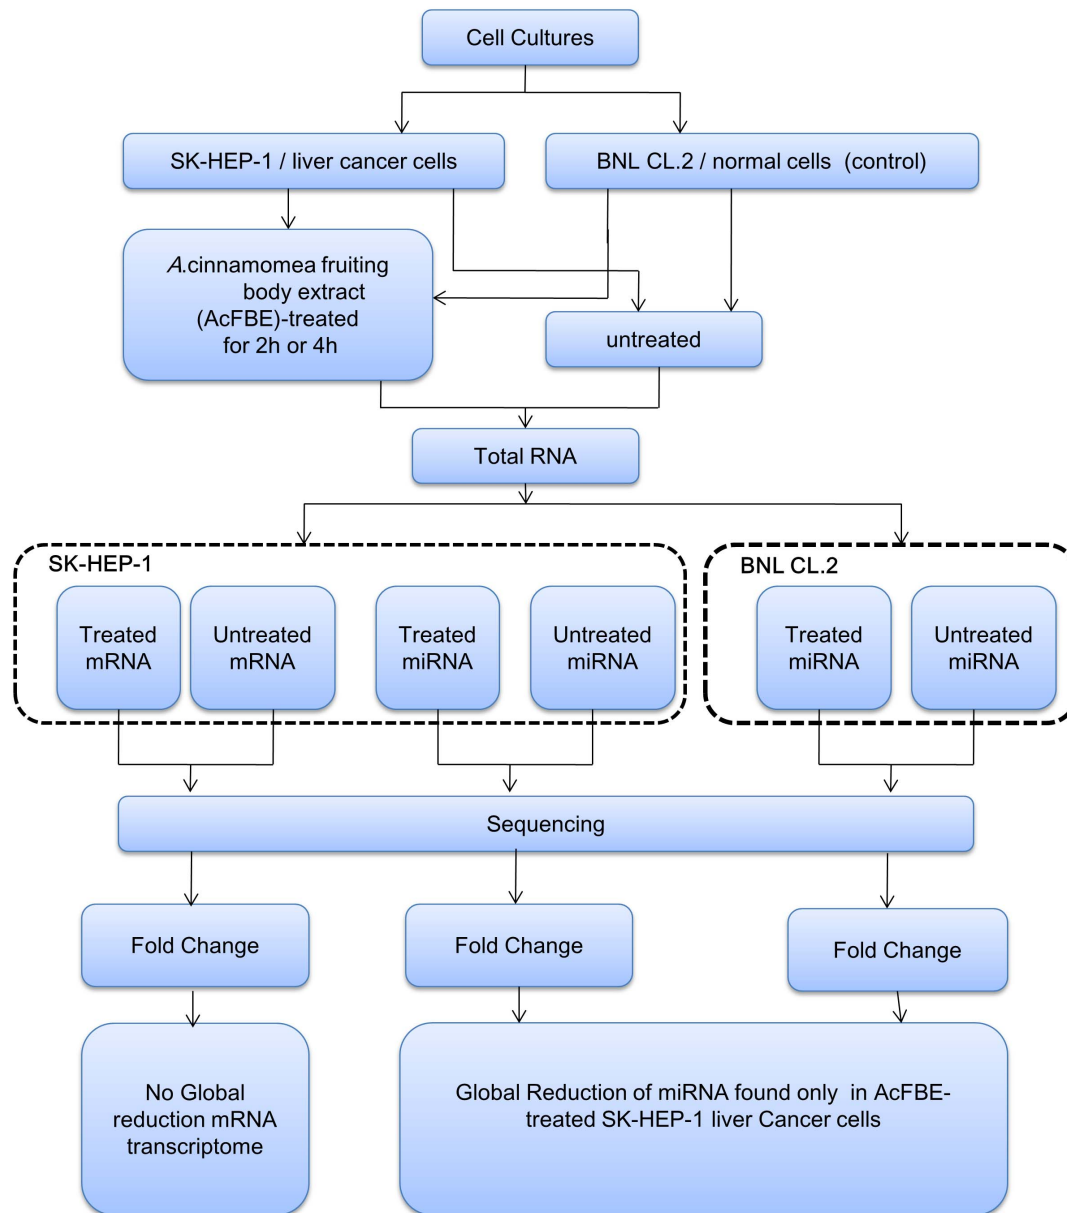 Cell Cultures
SK-HEP-1 / liver cancer cells
BNL CL.2 / normal cells (control)
A.cinnamomea fruiting
body extract
(AcFBE)-treated
for 2h or 4h
untreated
Total RNA
SK-HEP-1
BNL CL.2
Treated
mRNA
Untreated
mRNA
Treated
miRNA
Untreated
miRNA
Treated
miRNA
Untreated
miRNA
Sequencing
Fold Change
Fold Change
Fold Change
No Global
reduction mRNA
transcriptome
Global Reduction of miRNA found only in AcFBE-
treated SK-HEP-1 liver Cancer cells